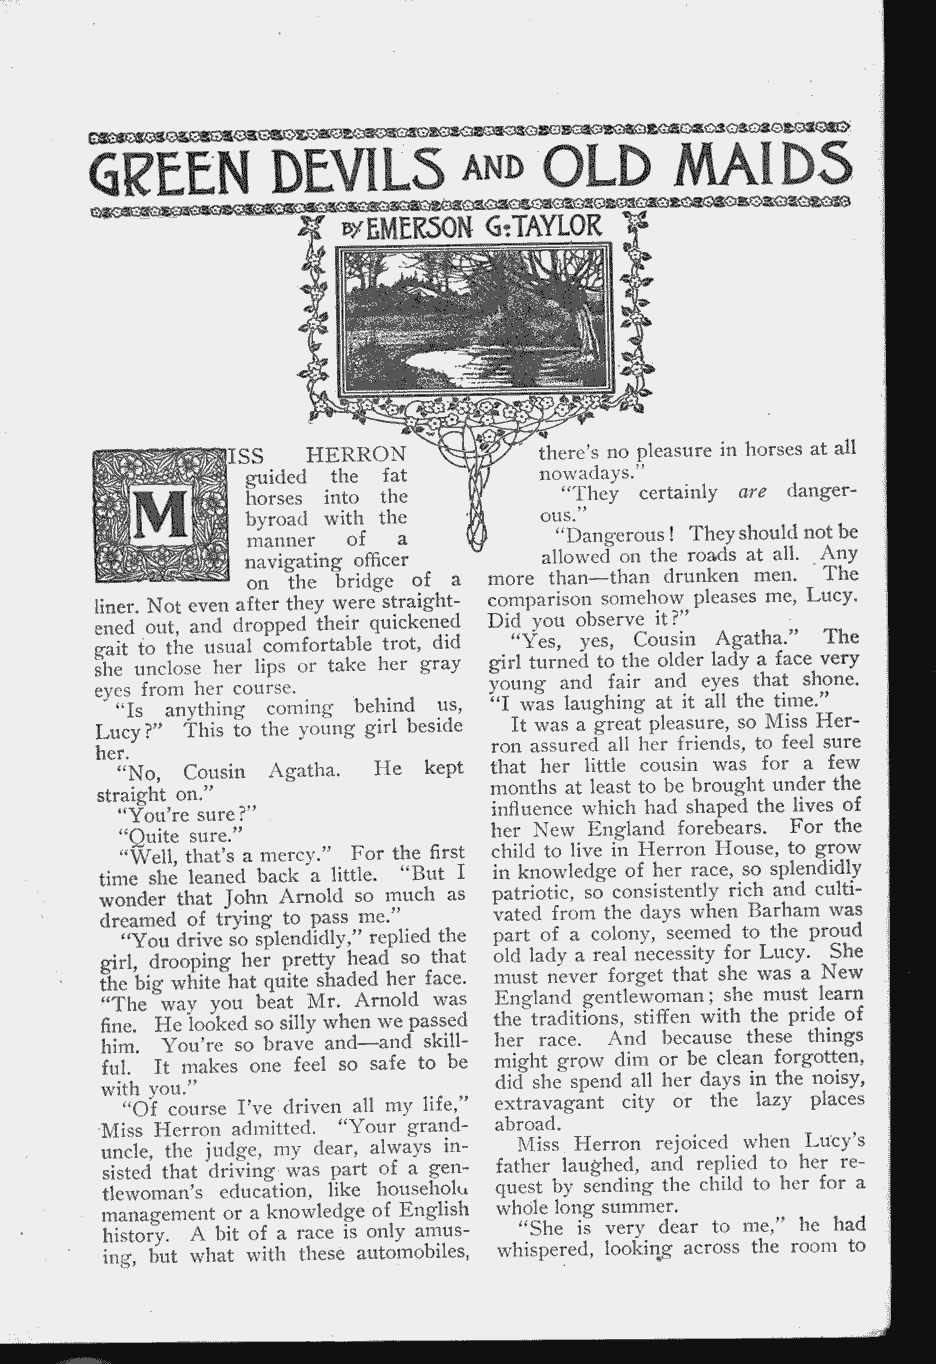 GREEN DEVILS AND OLD MAIDS
BY EMERSON G. TAYLOR
MISS HERRON
guided the fat
horses into the
byroad with the
manner of a
navigating officer
on the bridge of a
liner. Not even after they were straight-
ened out, and dropped their quickened
gait to the usual comfortable trot, did
she unclose her lips or take her gray
eyes from her course.
“Is anything coming behind us,
Lucy?” This to the young girl beside
her.
“No, Cousin Agatha. He kept
straight on.”
“You're sure?”
“Quite sure.”
“Well, that's a mercy.” For the first
time she leaned back a little. “But I
wonder that John Arnold so much as
dreamed of trying to pass me.”
“You drive so splendidly,” replied the
girl, drooping her pretty head so that
the big white hat quite shaded her face.
“The way you beat Mr. Arnold was
fine. He looked so silly when we passed
him. You're so brave and—and skill-
ful. It makes one feel so safe to be
with you.”
“Of course I've driven all my life,”
Miss Herron admitted. “Your grand-
uncle, the judge, my dear, always in-
sisted that driving was part of a gen-
tlewoman's education, like household
management or a knowledge of English
history. A bit of a race is only amus-
ing, but what with these automobiles,
there's no pleasure in horses at all
nowadays.”
“They certainly are danger-
ous.”
“Dangerous! They should not be
allowed on the roads at all. Any
more than—than drunken men. The
comparison somehow pleases me, Lucy.
Did you observe it?”
“Yes, yes, Cousin Agatha.” The
girl turned to the older lady a face very
young and fair and eyes that shone.
“I was laughing at it all the time.”
It was a great pleasure, so Miss Her-
ron assured all her friends, to feel sure
that her little cousin was for a few
months at least to be brought under the
influence which had shaped the lives of
her New England forebears. For the
child to live in Herron House, to grow
in knowledge of her race, so splendidly
patriotic, so consistently rich and culti-
vated from the days when Barham was
part of a colony, seemed to the proud
old lady a real necessity for Lucy. She
must never forget that she was a New
England gentlewoman; she must learn
the traditions, stiffen with the pride of
her race. And because these things
might grow dim or be clean forgotten,
did she spend all her days in the noisy,
extravagant city or the lazy places
abroad.
Miss Herron rejoiced when Lucy's
father laughed, and replied to her re-
quest by sending the child to her for a
whole long summer.
“She is very dear to me,” he had
whispered, looking across the room to